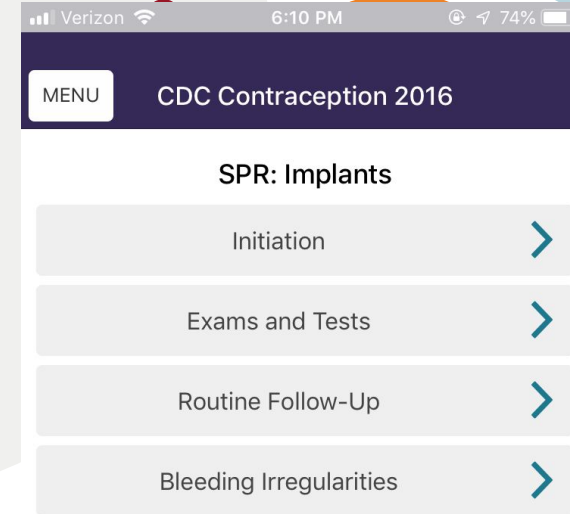 Verizon 6:10 PM 74%
MENU CDC Contraception 2016
SPR: Implants
Initiation
Exams and Tests
Routine Follow-Up
Bleeding Irregularities